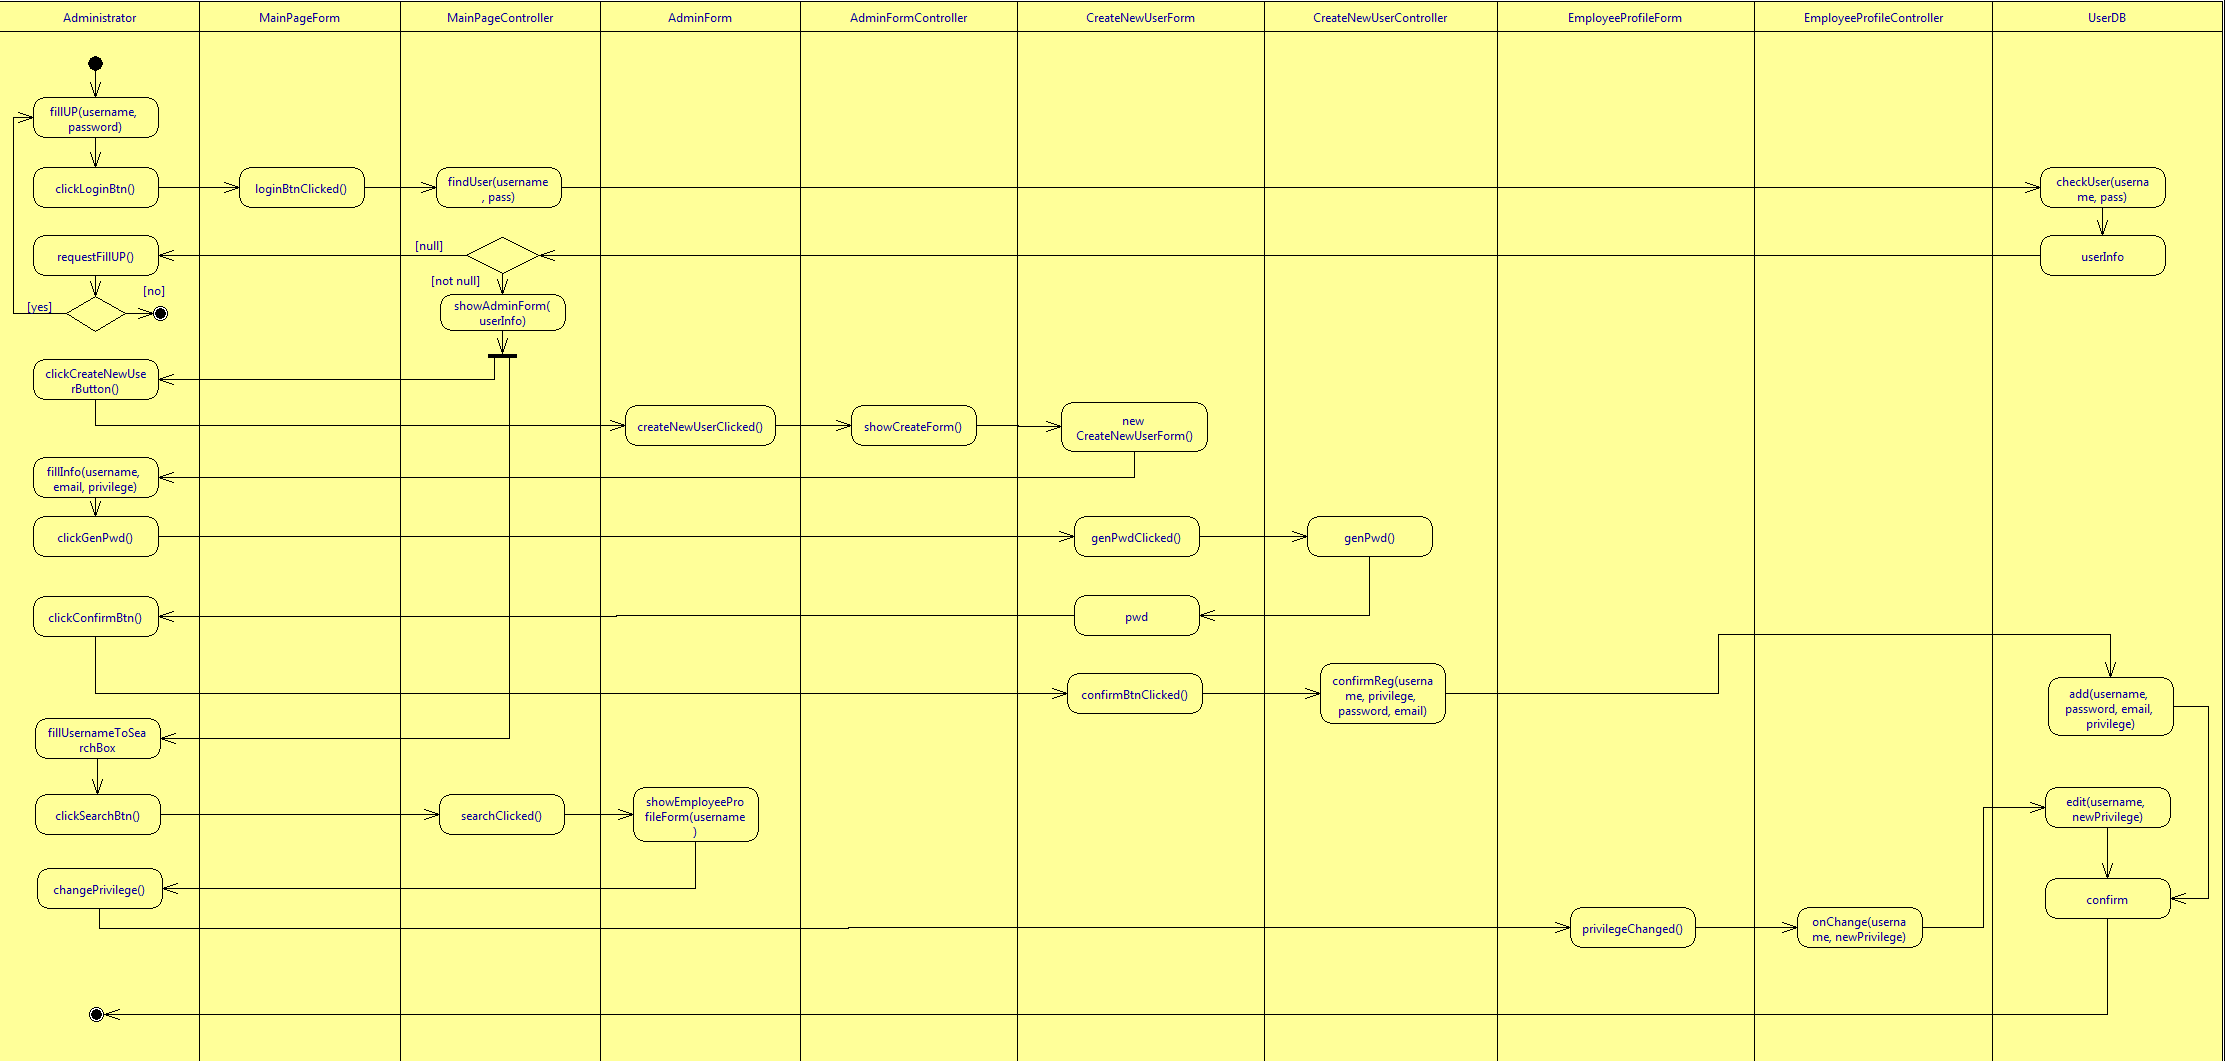 Administrator
MainPageForm
MainPageController
AdminForm
AdminFormController
CreateNewUserForm
CreateNewUserController
EmployeeProfileForm
EmployeeProfileController
UserDB
fillUP(username,
password)
clickLoginBtn()
loginBtnClicked()
findUser(username
, pass)
checkUser(userna
me, pass)
requestFillUP()
[null]
userInfo
[not null]
[yes]
[no]
showAdminForm(
userInfo)
clickCreateNewUse
rButton()
createNewUserClicked()
showCreateForm()
new
CreateNewUserForm()
fillInfo(username,
email, privilege)
clickGenPwd()
genPwdClicked()
genPwd()
clickConfirmBtn()
pwd
confirmBtnClicked()
confirmReg(userna
me, privilege,
password, email)
add(username,
password, email,
privilege)
fillUsernameToSea
rchBox
clickSearchBtn()
searchClicked()
showEmployeePro
fileForm(username
)
edit(username,
newPrivilege)
changePrivilege()
confirm
privilegeChanged()
onChange(userna
me, newPrivilege)